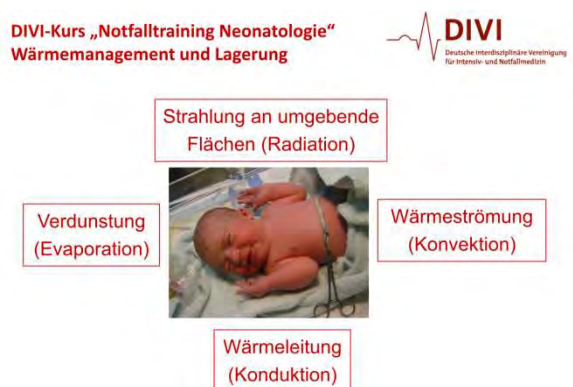 DIVI-Kurs „Notfalltraining Neonatologie“
Wärmemanagement und Lagerung
DIVI
Deutsche Interdisziplinäre Vereinigung
für Intensiv- und Notfallmedizin
Strahlung an umgebende
Flächen (Radiation)
Verdunstung
(Evaporation)
Wärmeströmung
(Konvektion)
Wärmeleitung
(Konduktion)